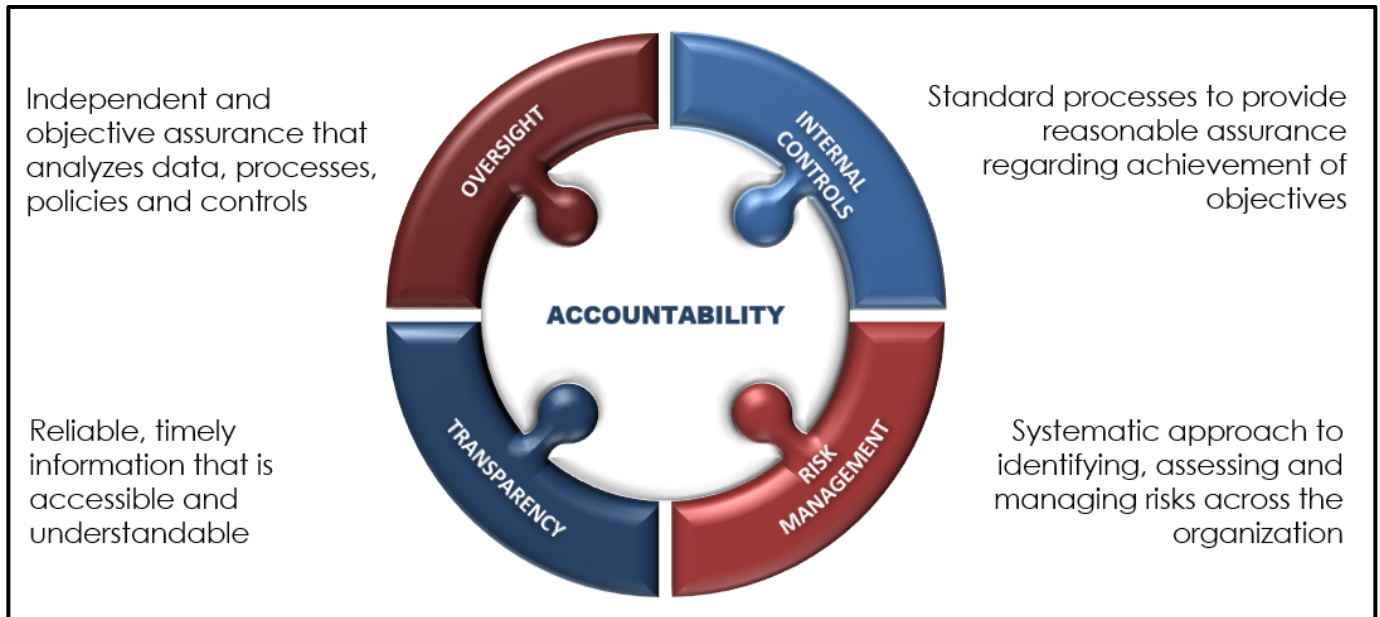 Independent and
objective assurance that
analyzes data, processes,
policies and controls
OVERSIGHT
INTERNAL
CONTROLS
Standard processes to provide
reasonable assurance
regarding achievement of
objectives
ACCOUNTABILITY
Reliable, timely
information that is
accessible and
understandable
TRANSPARENCY
RISK
MANAGEMENT
Systematic approach to
identifying, assessing and
managing risks across the
organization